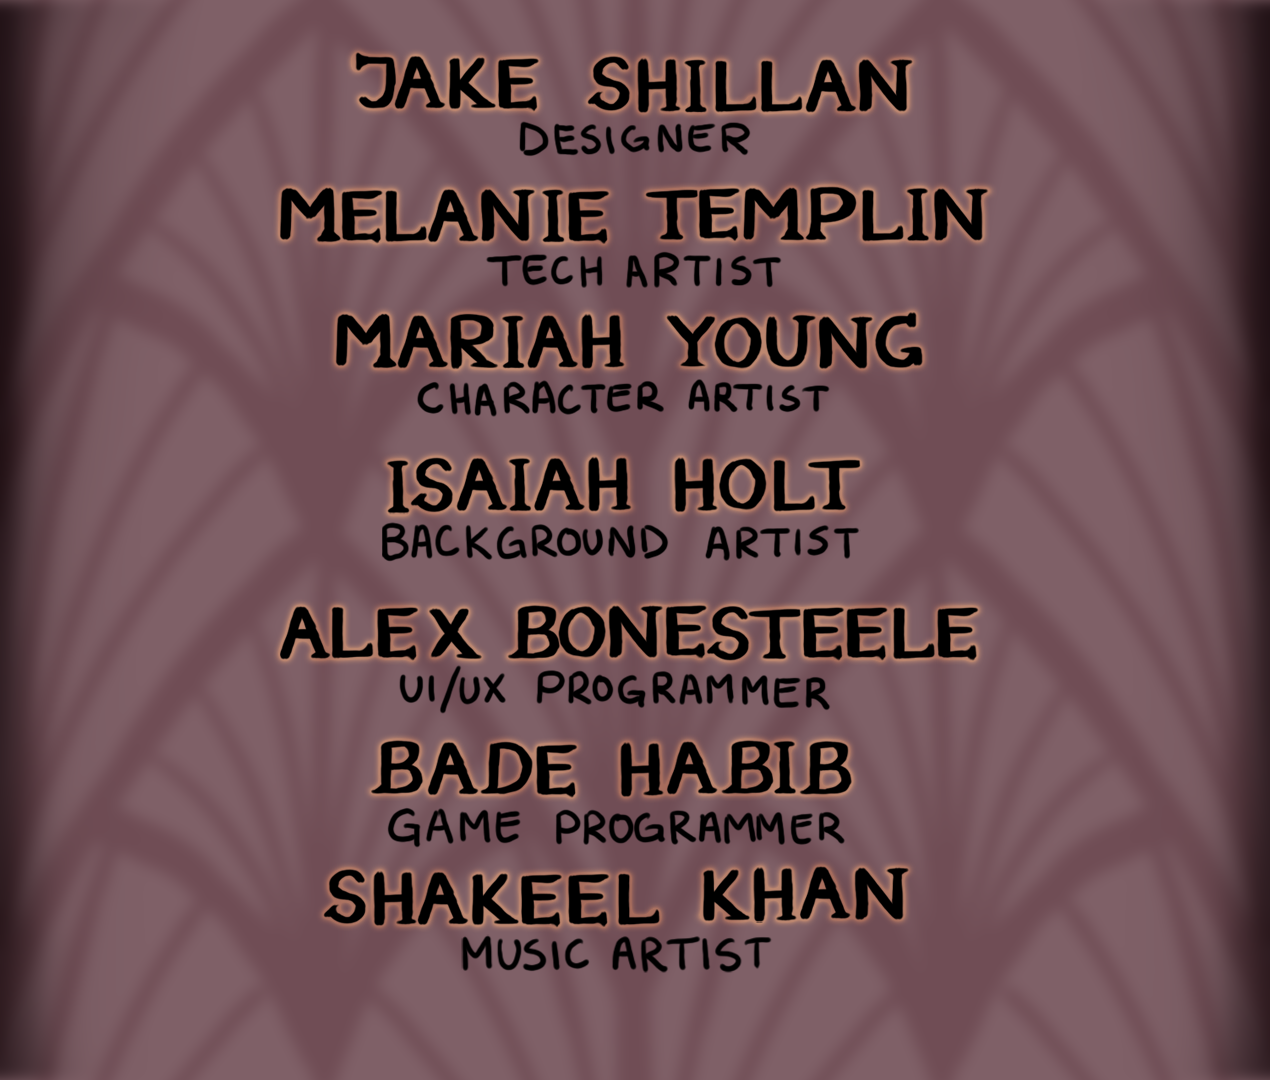 JAKE SHILLAN
DESIGNER
MELANIE TEMPLIN
TECH ARTIST
MARIAH YOUNG
CHARACTER ARTIST
ISAIAH HOLT
BACKGROUND ARTIST
ALEX BONESTEELE
UI/UX PROGRAMMER
BADE HABIB
GAME PROGRAMMER
SHAKEEL KHAN
MUSIC ARTIST